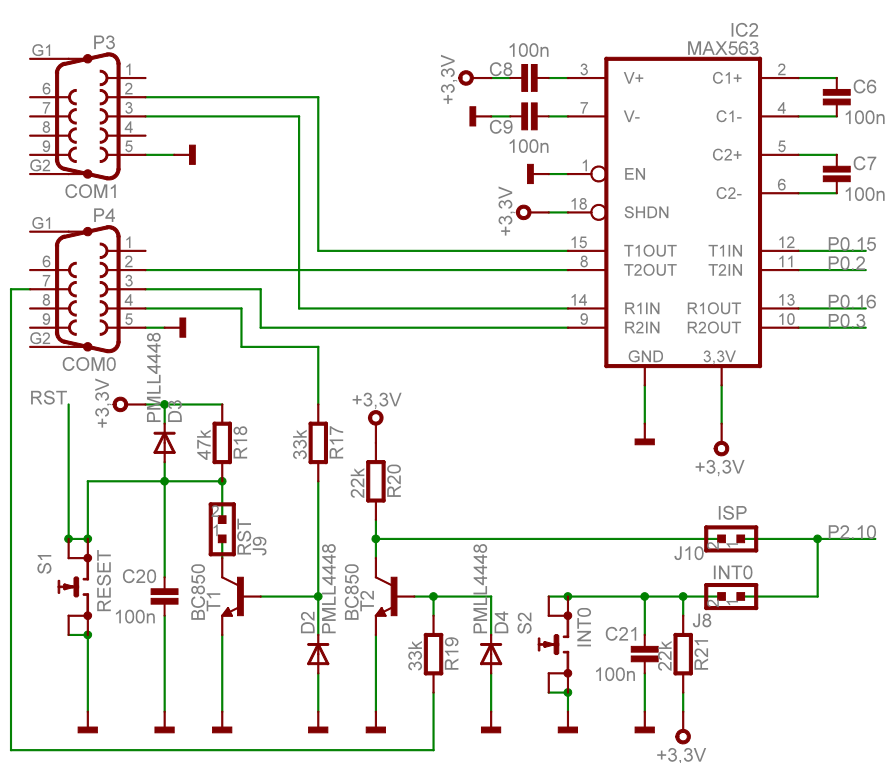 G1
P3
1
6
2
7
3
8
4
9
5
G2
COM1
G1
P4
1
6
2
7
3
8
4
9
5
G2
COM0
IC2
MAX563
+3,3V
C8
100n
3
V+
C1+
2
C6
100n
7
V-
C1-
4
C9
100n
C2+
5
C7
1
EN
C2-
6
100n
+3,3V
18
SHDN
15
T1OUT
T1IN
12
P0.15
8
T2OUT
T2IN
11
P0.2
14
R1IN
R1OUT
13
P0.16
9
R2IN
R2OUT
10
P0.3
GND
3,3V
+3,3V
RST
+3,3V
PMLL4448
D3
47k
R18
33k
R17
+3,3V
22k
R20
2
1
RST
J9
S1
RESET
C20
100n
BC850
T1
D2
PMLL4448
BC850
T2
33k
R19
PMLL4448
D4
S2
INT0
C21
100n
22k
R21
+3,3V
ISP
J10
2
1
P2.10
INT0
J8
2
1